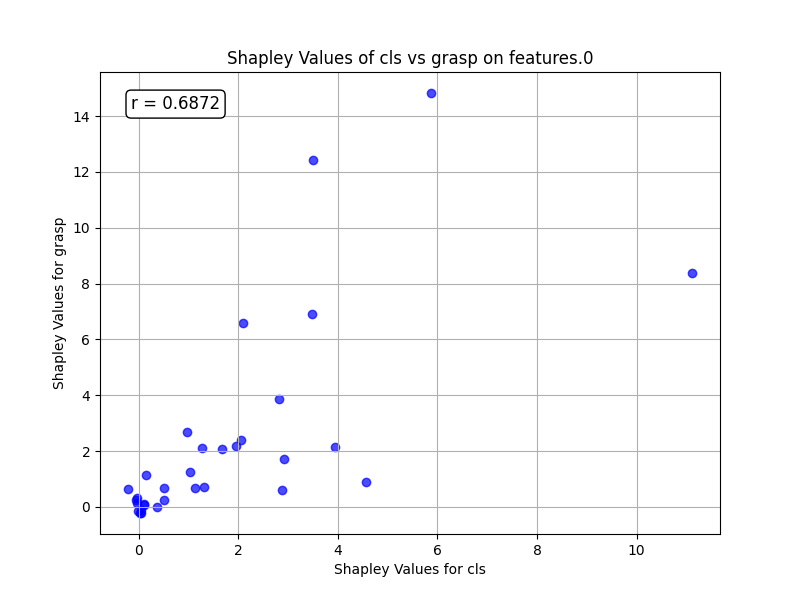 Shapley Values of cls vs grasp on features.0
r = 0.6872
14
12
10
8
6
4
2
0
Shapley Values for grasp
0 2 4 6 8 10
Shapley Values for cls